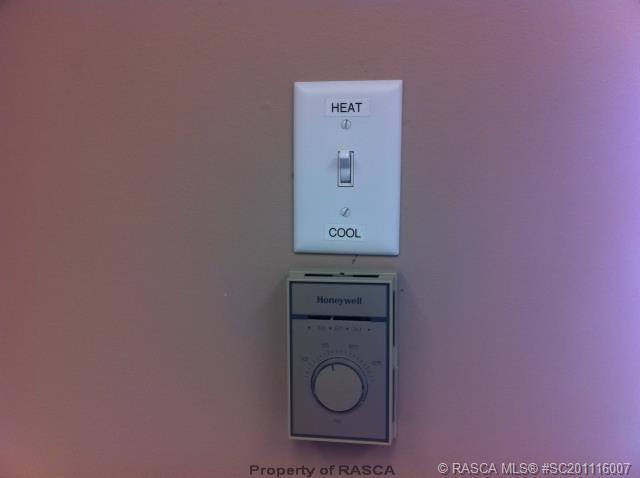 HEAT
COOL
Honeywell
Property of RASCA
© RASCA MLS® #SC201116007